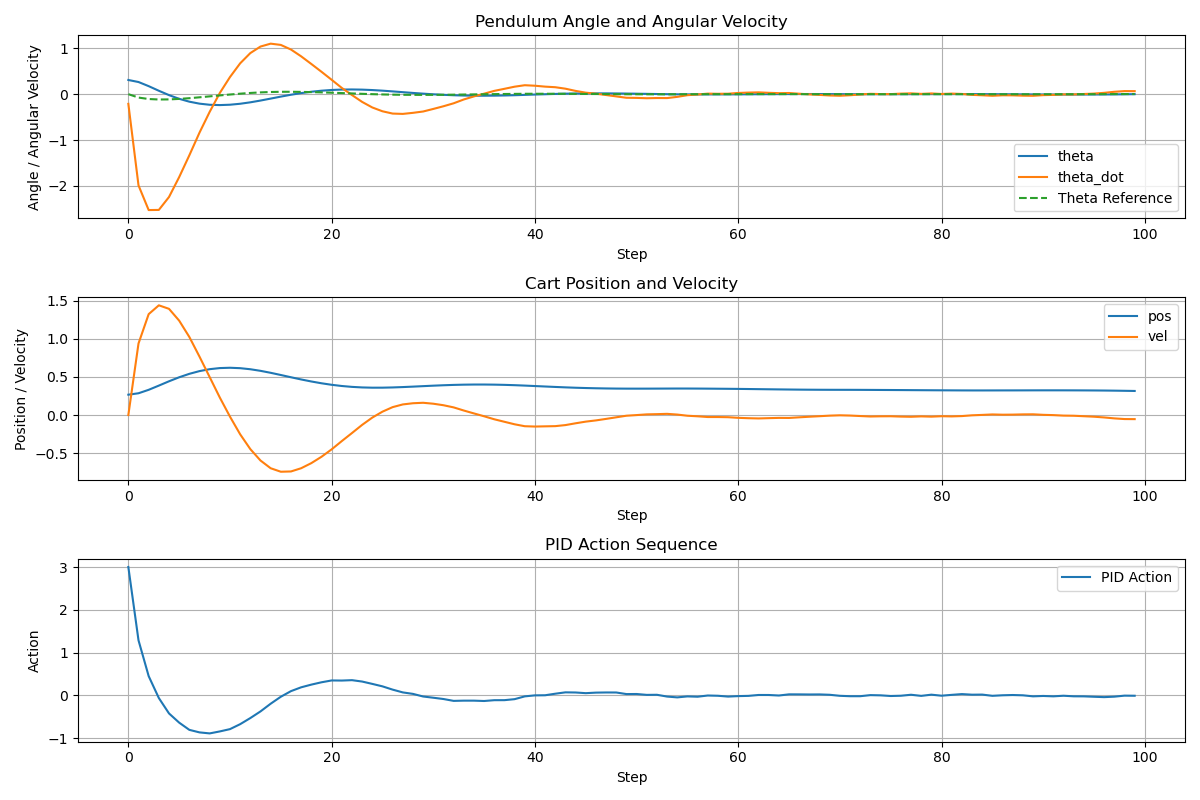 Pendulum Angle and Angular Velocity
Angle / Angular Velocity
1
0
−1
−2
theta
theta_dot
Theta Reference
0 20 40 60 80 100
Step
Cart Position and Velocity
Position / Velocity
1.5
1.0
0.5
0.0
−0.5
pos
vel
0 20 40 60 80 100
Step
PID Action Sequence
Action
3
2
1
0
−1
PID Action
0 20 40 60 80 100
Step